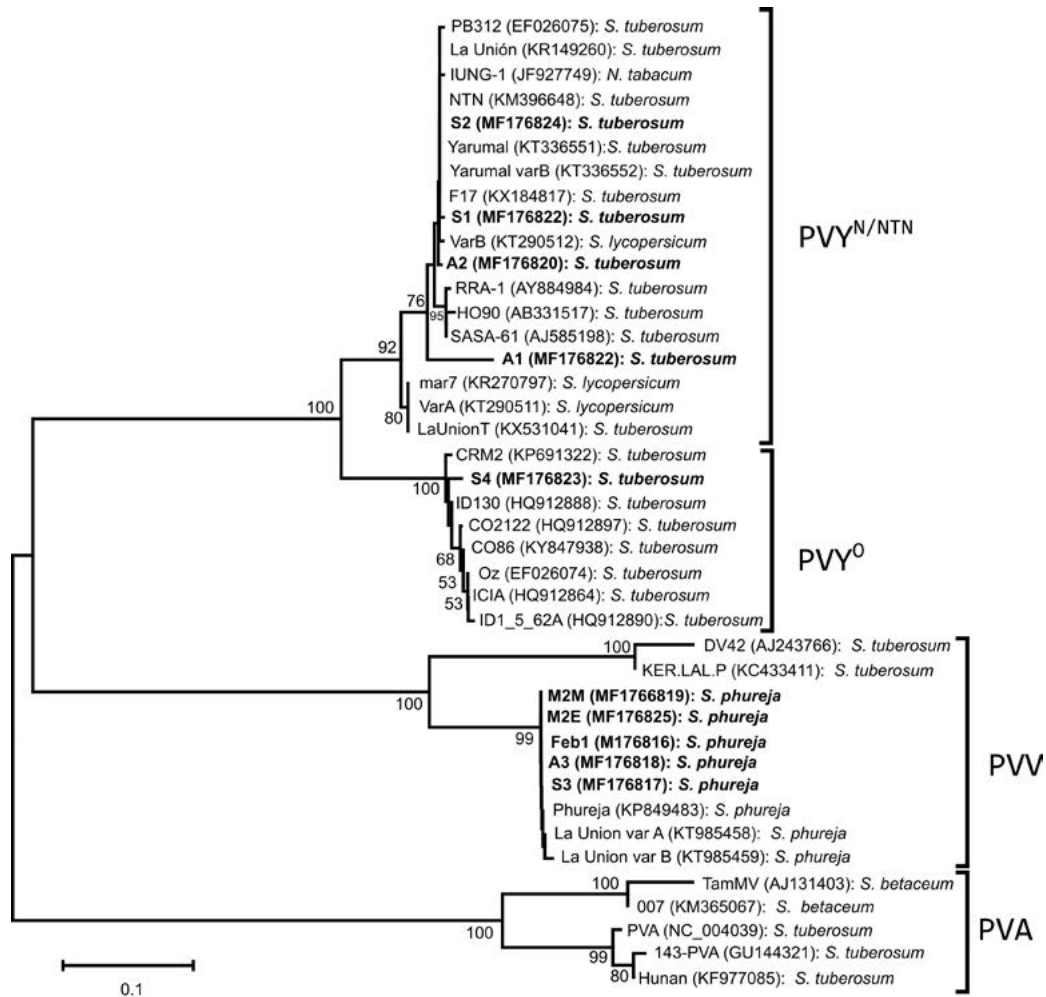 PB312 (EF026075): S. tuberosum
La Unión (KR149260): S. tuberosum
IUNG-1 (JF927749): N. tabacum
NTN (KM396648): S. tuberosum
S2 (MF176824): S. tuberosum
Yarumal (KT336551):S. tuberosum
Yarumal varB (KT336552): S. tuberosum
F17 (KX184817): S. tuberosum
S1 (MF176822): S. tuberosum
PVY^N/NTN
VarB (KT290512): S. lycopersicum
A2 (MF176820): S. tuberosum
RRA-1 (AY884984): S. tuberosum
76
95
HO90 (AB331517): S. tuberosum
SASA-61 (AJ585198): S. tuberosum
92
A1 (MF176822): S. tuberosum
mar7 (KR270797): S. lycopersicum
100
VarA (KT290511): S. lycopersicum
80
LaUnionT (KX531041): S. tuberosum
CRM2 (KP691322): S. tuberosum
S4 (MF176823): S. tuberosum
100
ID130 (HQ912888): S. tuberosum
CO2122 (HQ912897): S. tuberosum
CO86 (KY847938): S. tuberosum
PVY^O
68
Oz (EF026074): S. tuberosum
53
ICIA (HQ912864): S. tuberosum
53
ID1_5_62A (HQ912890):S. tuberosum
100
DV42 (AJ243766): S. tuberosum
KER.LAL.P (KC433411): S. tuberosum
100
M2M (MF1766819): S. phureja
M2E (MF176825): S. phureja
99
Feb1 (M176816): S. phureja
A3 (MF176818): S. phureja
PVV
S3 (MF176817): S. phureja
Phureja (KP849483): S. phureja
La Union var A (KT985458): S. phureja
La Union var B (KT985459): S. phureja
100
TamMV (AJ131403): S. betaceum
007 (KM365067): S. betaceum
100
PVA (NC_004039): S. tuberosum
PVA
99
143-PVA (GU144321): S. tuberosum
80
Hunan (KF977085): S. tuberosum
0.1